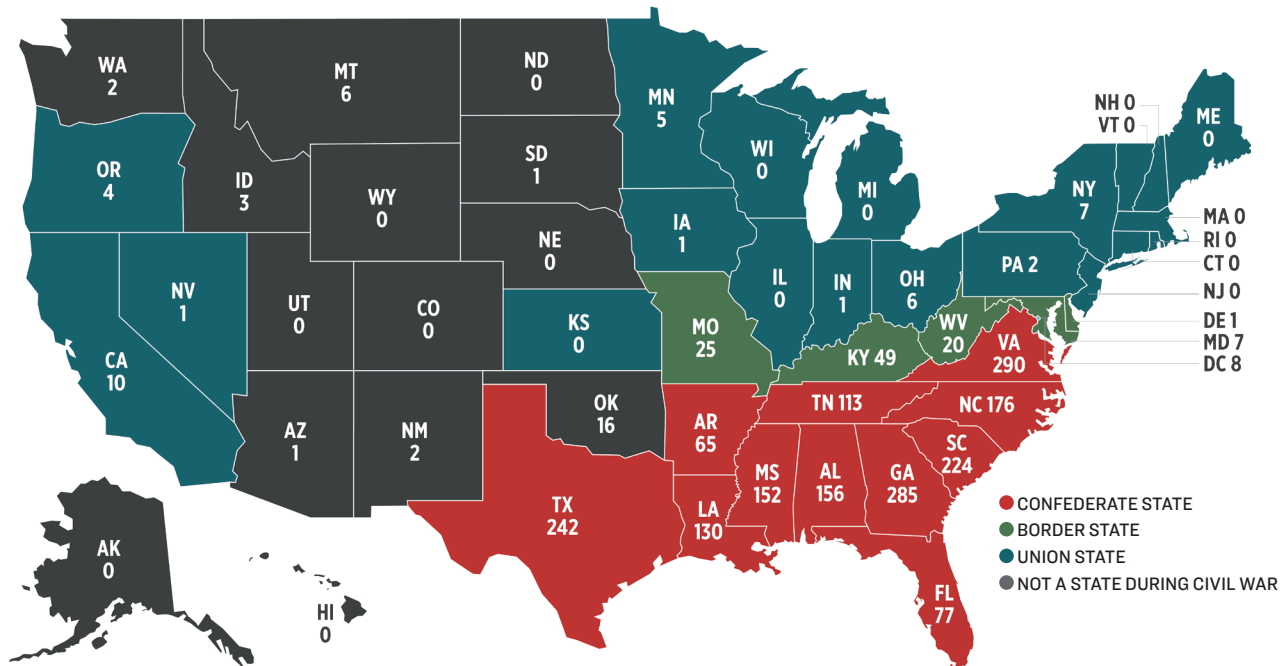 WA
2
MT
6
ND
0
MN
5
NH 0
VT 0
ME
0
OR
4
ID
3
WY
0
SD
1
WI
0
MI
0
NY
7
MA 0
RI 0
CT 0
NJ 0
DE 1
MD 7
DC 8
NV
1
UT
0
CO
0
NE
0
IA
1
IL
0
IN
1
OH
6
PA 2
CA
10
KS
0
MO
25
KY 49
WV
20
VA
290
AZ
1
NM
2
OK
16
AR
65
TN 113
NC 176
SC
224
TX
242
LA
130
MS
152
AL
156
GA
285
FL
77
AK
0
HI
0
CONFEDERATE STATE
BORDER STATE
UNION STATE
NOT A STATE DURING CIVIL WAR